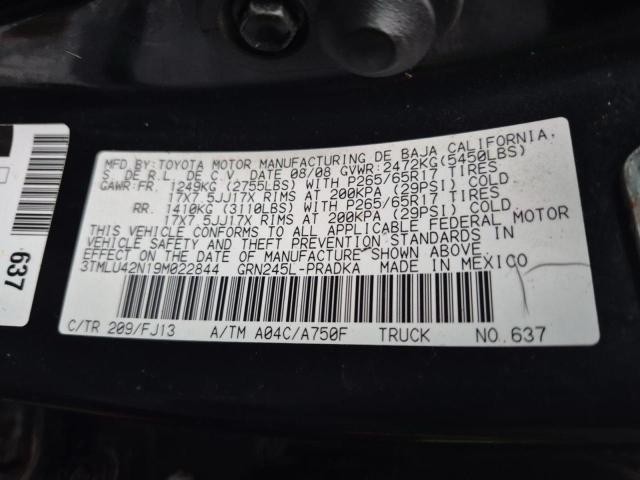 MFD.BY:TOYOTA MOTOR MANUFACTURING DE BAJA CALIFORNIA,
S. DE R.L. DE C.V. DATE 08/08 GVWR:2472KG(5450LBS)
GAWR:FR. 1249KG (2755LBS) WITH P265/65R17 TIRES
17X7.5JJ17X RIMS AT 200KPA (29PSI) COLD
RR. 1410KG (3110LBS) WITH P265/65R17 TIRES
17X7.5JJ17X RIMS AT 200KPA (29PSI) COLD
THIS VEHICLE CONFORMS TO ALL APPLICABLE FEDERAL MOTOR
VEHICLE SAFETY AND THEFT PREVENTION STANDARDS IN
EFFECT ON THE DATE OF MANUFACTURE SHOWN ABOVE
3TMLU42N19M022844 GRN245L-PRADKA MADE IN MEXICO
C/TR 209/FJ13 A/TM A04C/A750F TRUCK NO.637
637